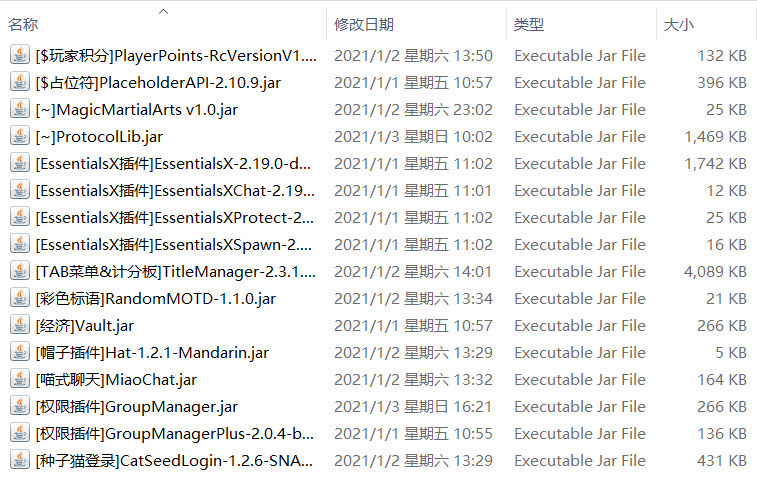 名称 修改日期 类型 大小
[$玩家积分]PlayerPoints-RcVersionV1.... 2021/1/2 星期六 13:50 Executable Jar File 132 KB
[$占位符]PlaceholderAPI-2.10.9.jar 2021/1/1 星期五 10:57 Executable Jar File 396 KB
[~]MagicMartialArts v1.0.jar 2021/1/2 星期六 23:02 Executable Jar File 25 KB
[~]ProtocolLib.jar 2021/1/3 星期日 10:02 Executable Jar File 1,469 KB
[EssentialsX插件]EssentialsX-2.19.0-d... 2021/1/1 星期五 11:02 Executable Jar File 1,742 KB
[EssentialsX插件]EssentialsXChat-2.19... 2021/1/1 星期五 11:01 Executable Jar File 12 KB
[EssentialsX插件]EssentialsXProtect-2... 2021/1/1 星期五 11:02 Executable Jar File 25 KB
[EssentialsX插件]EssentialsXSpawn-2.... 2021/1/1 星期五 11:02 Executable Jar File 16 KB
[TAB菜单&计分板]TitleManager-2.3.1.... 2021/1/2 星期六 14:01 Executable Jar File 4,089 KB
[彩色标语]RandomMOTD-1.1.0.jar 2021/1/2 星期六 13:34 Executable Jar File 21 KB
[经济]Vault.jar 2021/1/1 星期五 10:57 Executable Jar File 266 KB
[帽子插件]Hat-1.2.1-Mandarin.jar 2021/1/2 星期六 13:29 Executable Jar File 5 KB
[喵式聊天]MiaoChat.jar 2021/1/2 星期六 13:32 Executable Jar File 164 KB
[权限插件]GroupManager.jar 2021/1/3 星期日 16:21 Executable Jar File 266 KB
[权限插件]GroupManagerPlus-2.0.4-b... 2021/1/1 星期五 10:55 Executable Jar File 136 KB
[种子猫登录]CatSeedLogin-1.2.6-SNA... 2021/1/2 星期六 13:29 Executable Jar File 431 KB